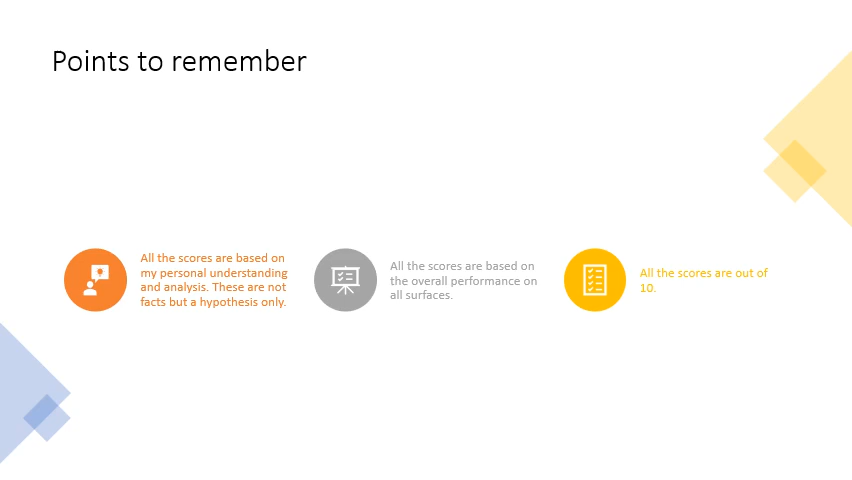 Points to remember
All the scores are based on
my personal understanding
and analysis. These are not
facts but a hypothesis only.
All the scores are based on
the overall performance on
all surfaces.
All the scores are out of
10.